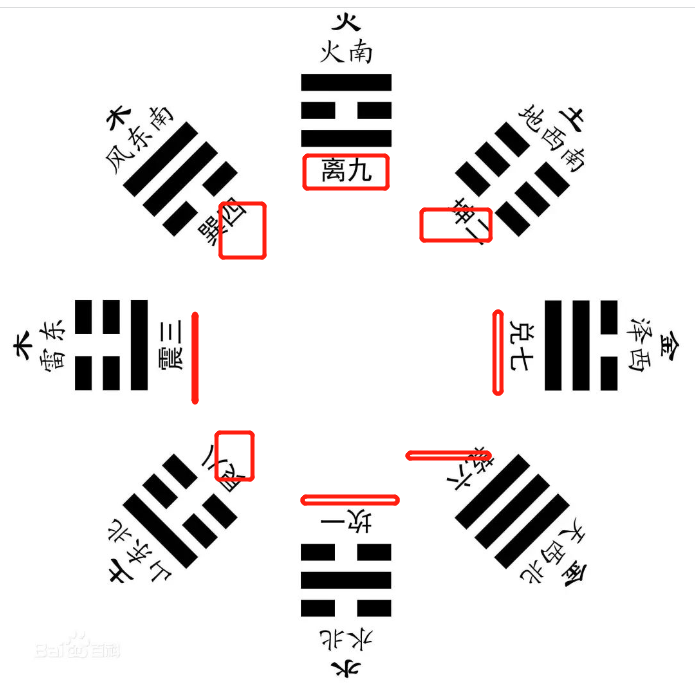 火
火南
离九
土
地西南
坤二
金
泽西
兑七
金
天西北
乾六
水
水北
坎一
土
山东北
艮八
木
雷东
震三
木
风东南
巽四
Baidu百科